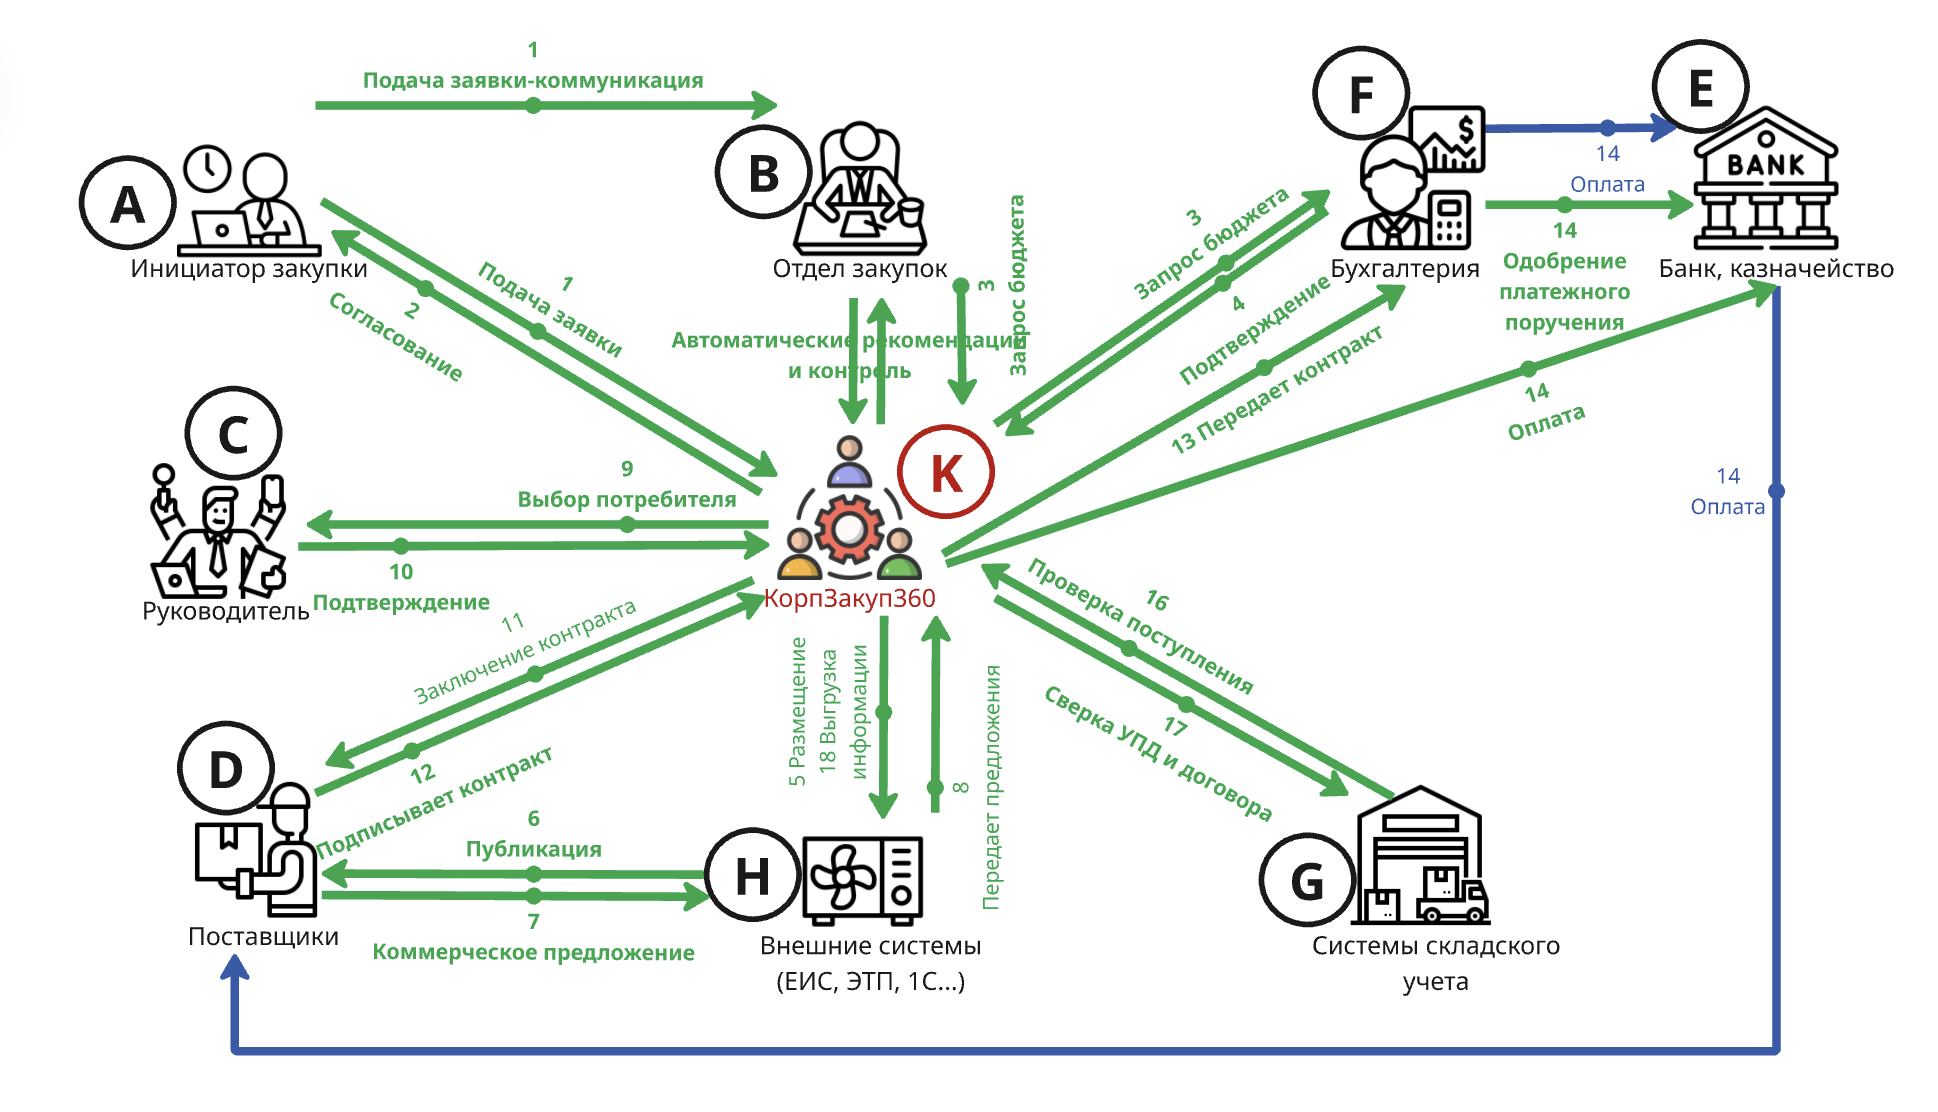 1
Подача заявки-коммуникация
A
Инициатор закупки
B
Отдел закупок
F
Бухгалтерия
E
BANK
$
Банк, казначейство
14
Оплата
14
Одобрение
платежного
поручения
1
Подача заявки
2
Согласование
Автоматические рекомендации
и контроль
3
Запрос бюджета
3
Запрос бюджета
4
Подтверждение
13 Передает контракт
14
Оплата
14
Оплата
C
Руководитель
9
Выбор потребителя
10
Подтверждение
K
КорпЗакуп360
11
Заключение контракта
12
Подписывает контракт
5 Размещение
18 Выгрузка
информации
8
Передает предложения
16
Проверка поступления
17
Сверка УПД и договора
D
Поставщики
6
Публикация
7
Коммерческое предложение
H
Внешние системы
(ЕИС, ЭТП, 1С...)
G
Системы складского
учета